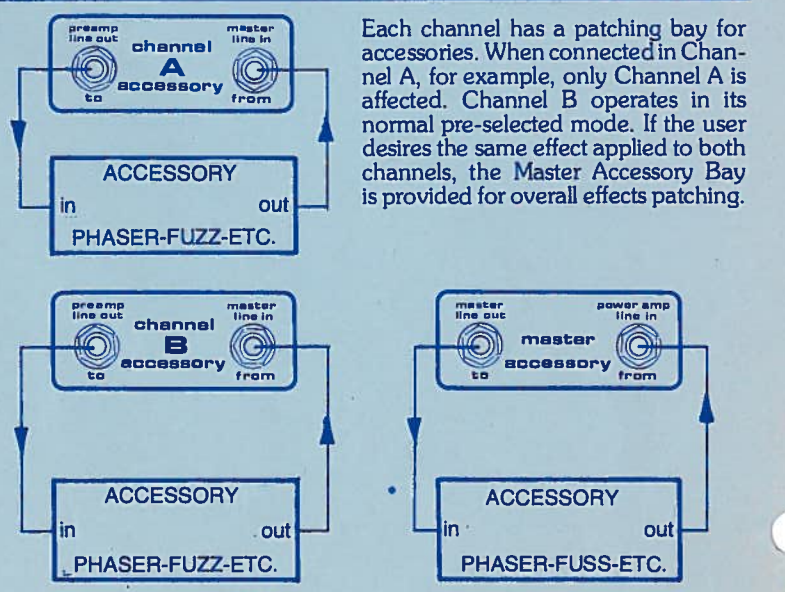 preamp line out
master line in
channel
A
accessory
to
from
ACCESSORY
in
out
PHASER-FUZZ-ETC.
Each channel has a patching bay for
accessories. When connected in Chan-
nel A, for example, only Channel A is
affected. Channel B operates in its
normal pre-selected mode. If the user
desires the same effect applied to both
channels, the Master Accessory Bay
is provided for overall effects patching.
preamp line out
master line in
channel
B
accessory
to
from
ACCESSORY
in
out
PHASER-FUZZ-ETC.
master line out
power amp line in
master
accessory
to
from
ACCESSORY
in
out
PHASER-FUSS-ETC.